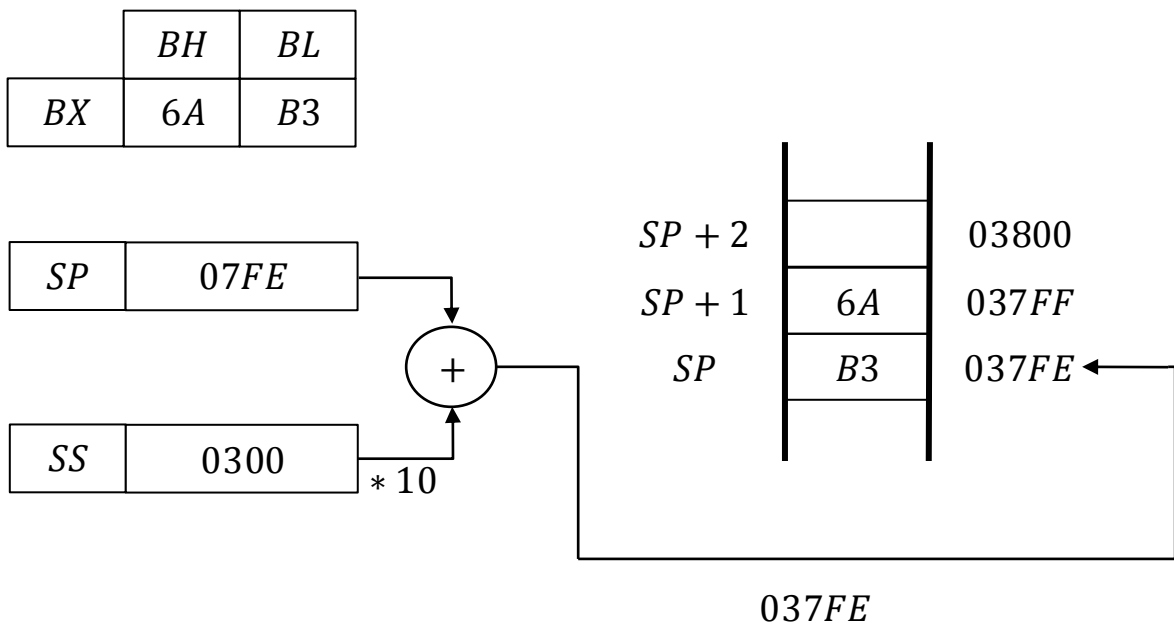 BH BL
BX 6A B3
SP + 2 03800
SP 07FE
SP + 1 6A 037FF
+
SP B3 037FE
SS 0300
* 10
037FE